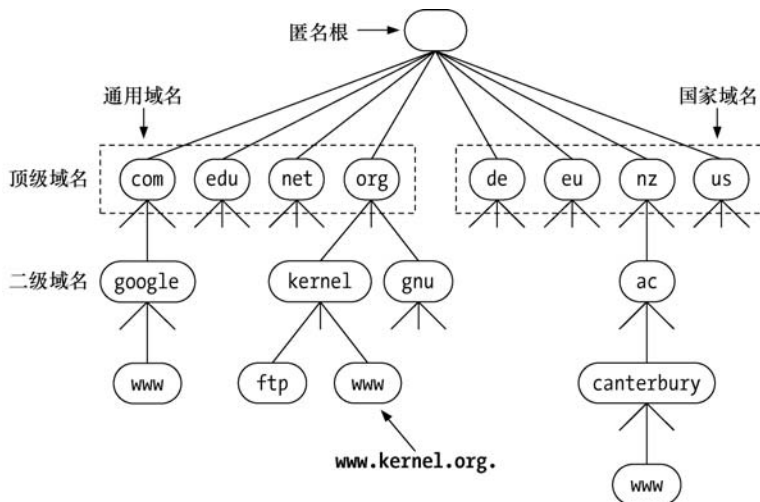 匿名根
通用域名
国家域名
顶级域名
com
edu
net
org
de
eu
nz
us
二级域名
google
kernel
gnu
ac
www
ftp
www
canterbury
www.kernel.org.
www